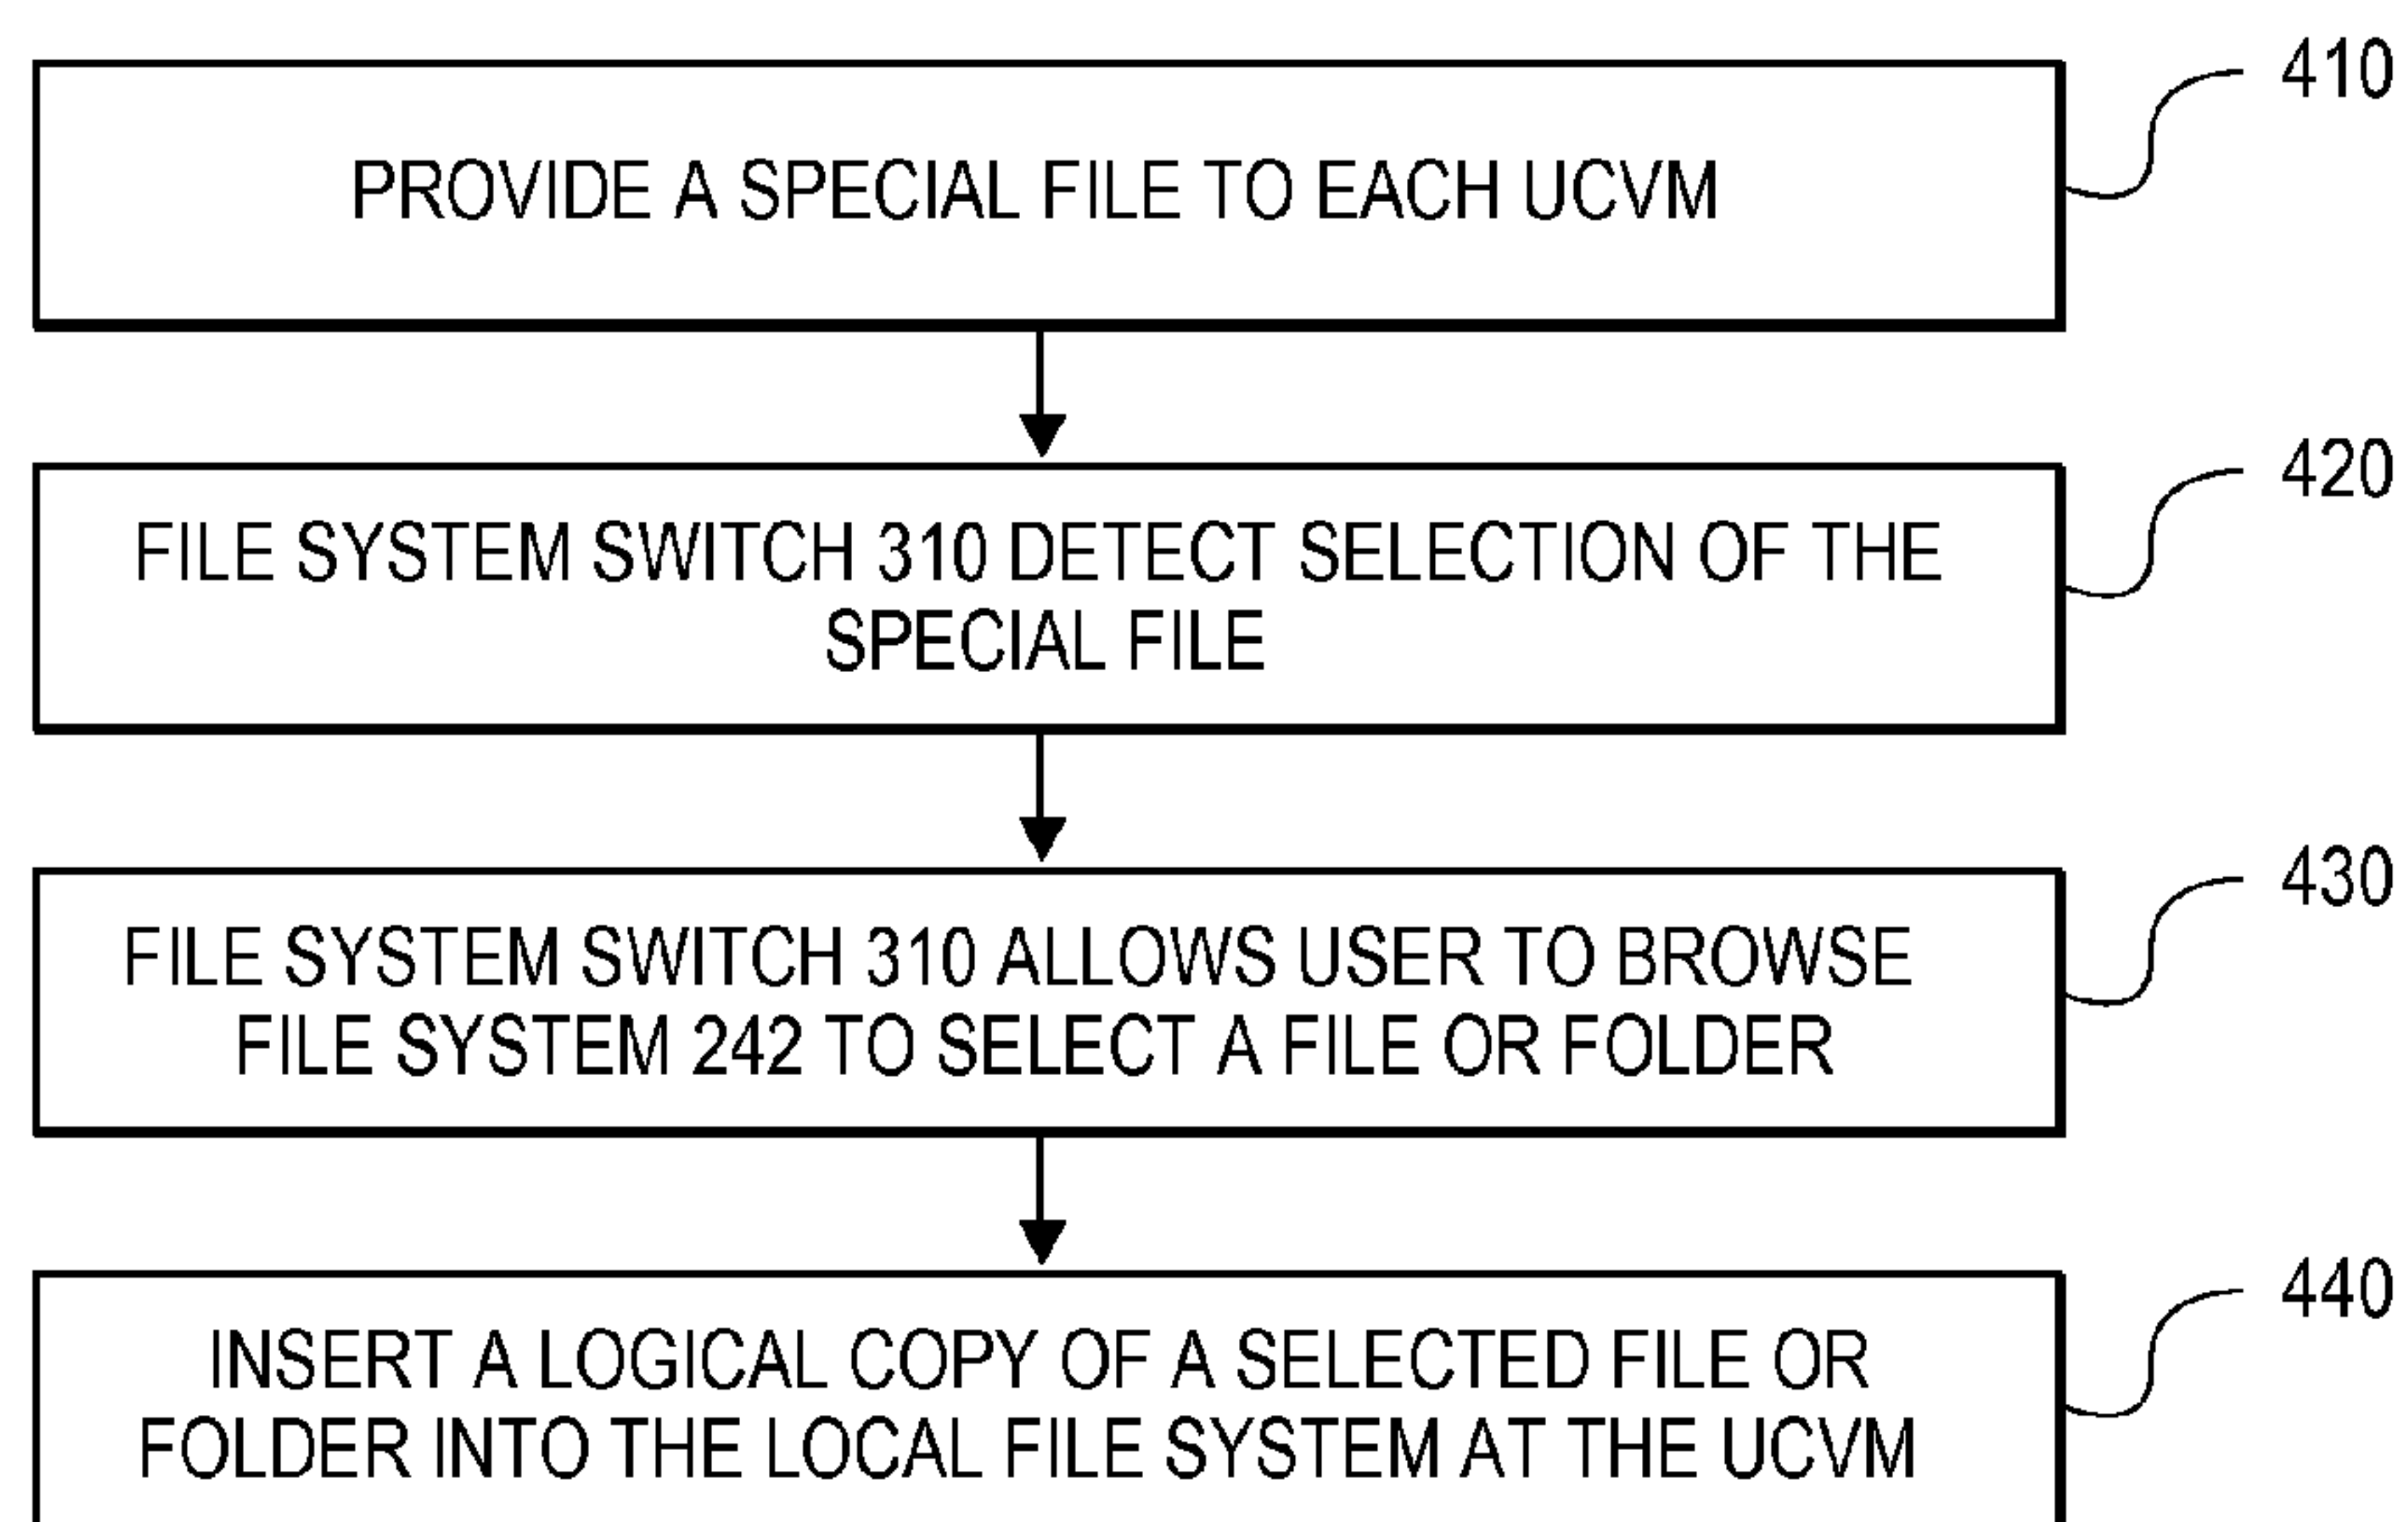 410
PROVIDE A SPECIAL FILE TO EACH UCVM
420
FILE SYSTEM SWITCH 310 DETECT SELECTION OF THE
SPECIAL FILE
430
FILE SYSTEM SWITCH 310 ALLOWS USER TO BROWSE
FILE SYSTEM 242 TO SELECT A FILE OR FOLDER
440
INSERT A LOGICAL COPY OF A SELECTED FILE OR
FOLDER INTO THE LOCAL FILE SYSTEM AT THE UCVM